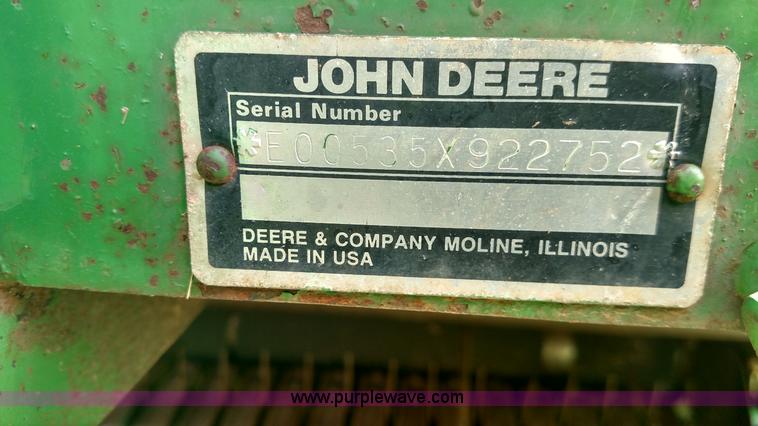 JOHN DEERE
Serial Number
*E00535X922752*
DEERE & COMPANY MOLINE, ILLINOIS
MADE IN USA
www.purplewave.com